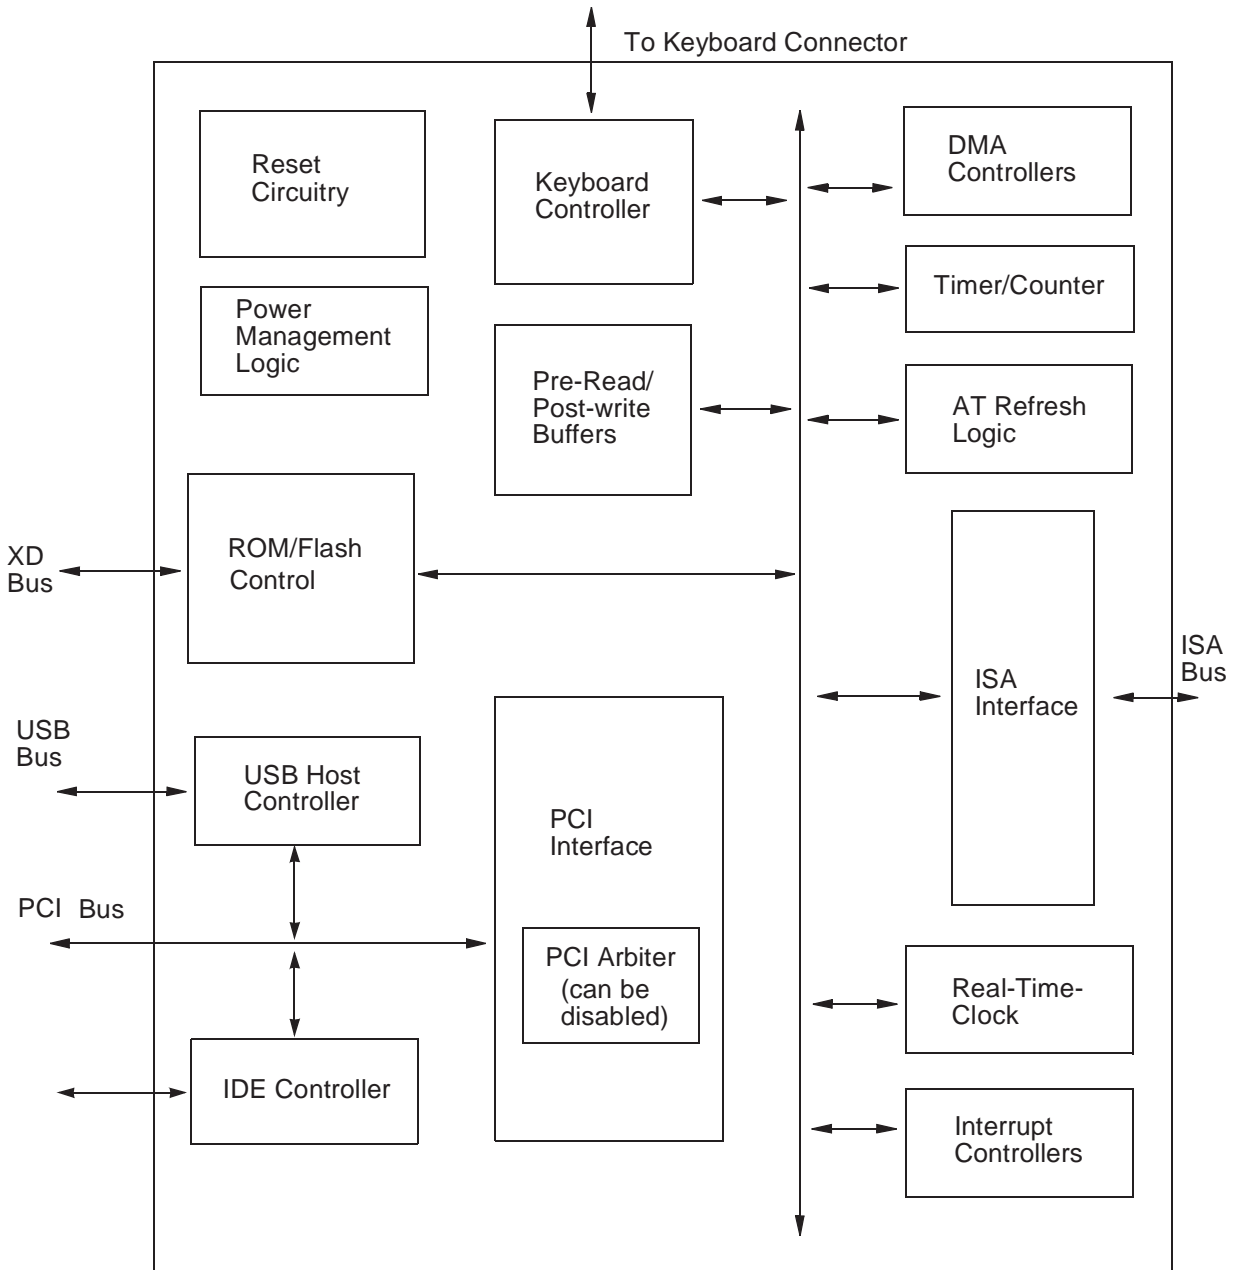 To Keyboard Connector
Reset
Circuitry
Keyboard
Controller
DMA
Controllers
Power
Management
Logic
Timer/Counter
Pre-Read/
Post-write
Buffers
AT Refresh
Logic
XD
Bus
ROM/Flash
Control
ISA
Bus
ISA
Interface
USB
Bus
USB Host
Controller
PCI
Interface
PCI Bus
PCI Arbiter
(can be
disabled)
Real-Time-
Clock
IDE Controller
Interrupt
Controllers